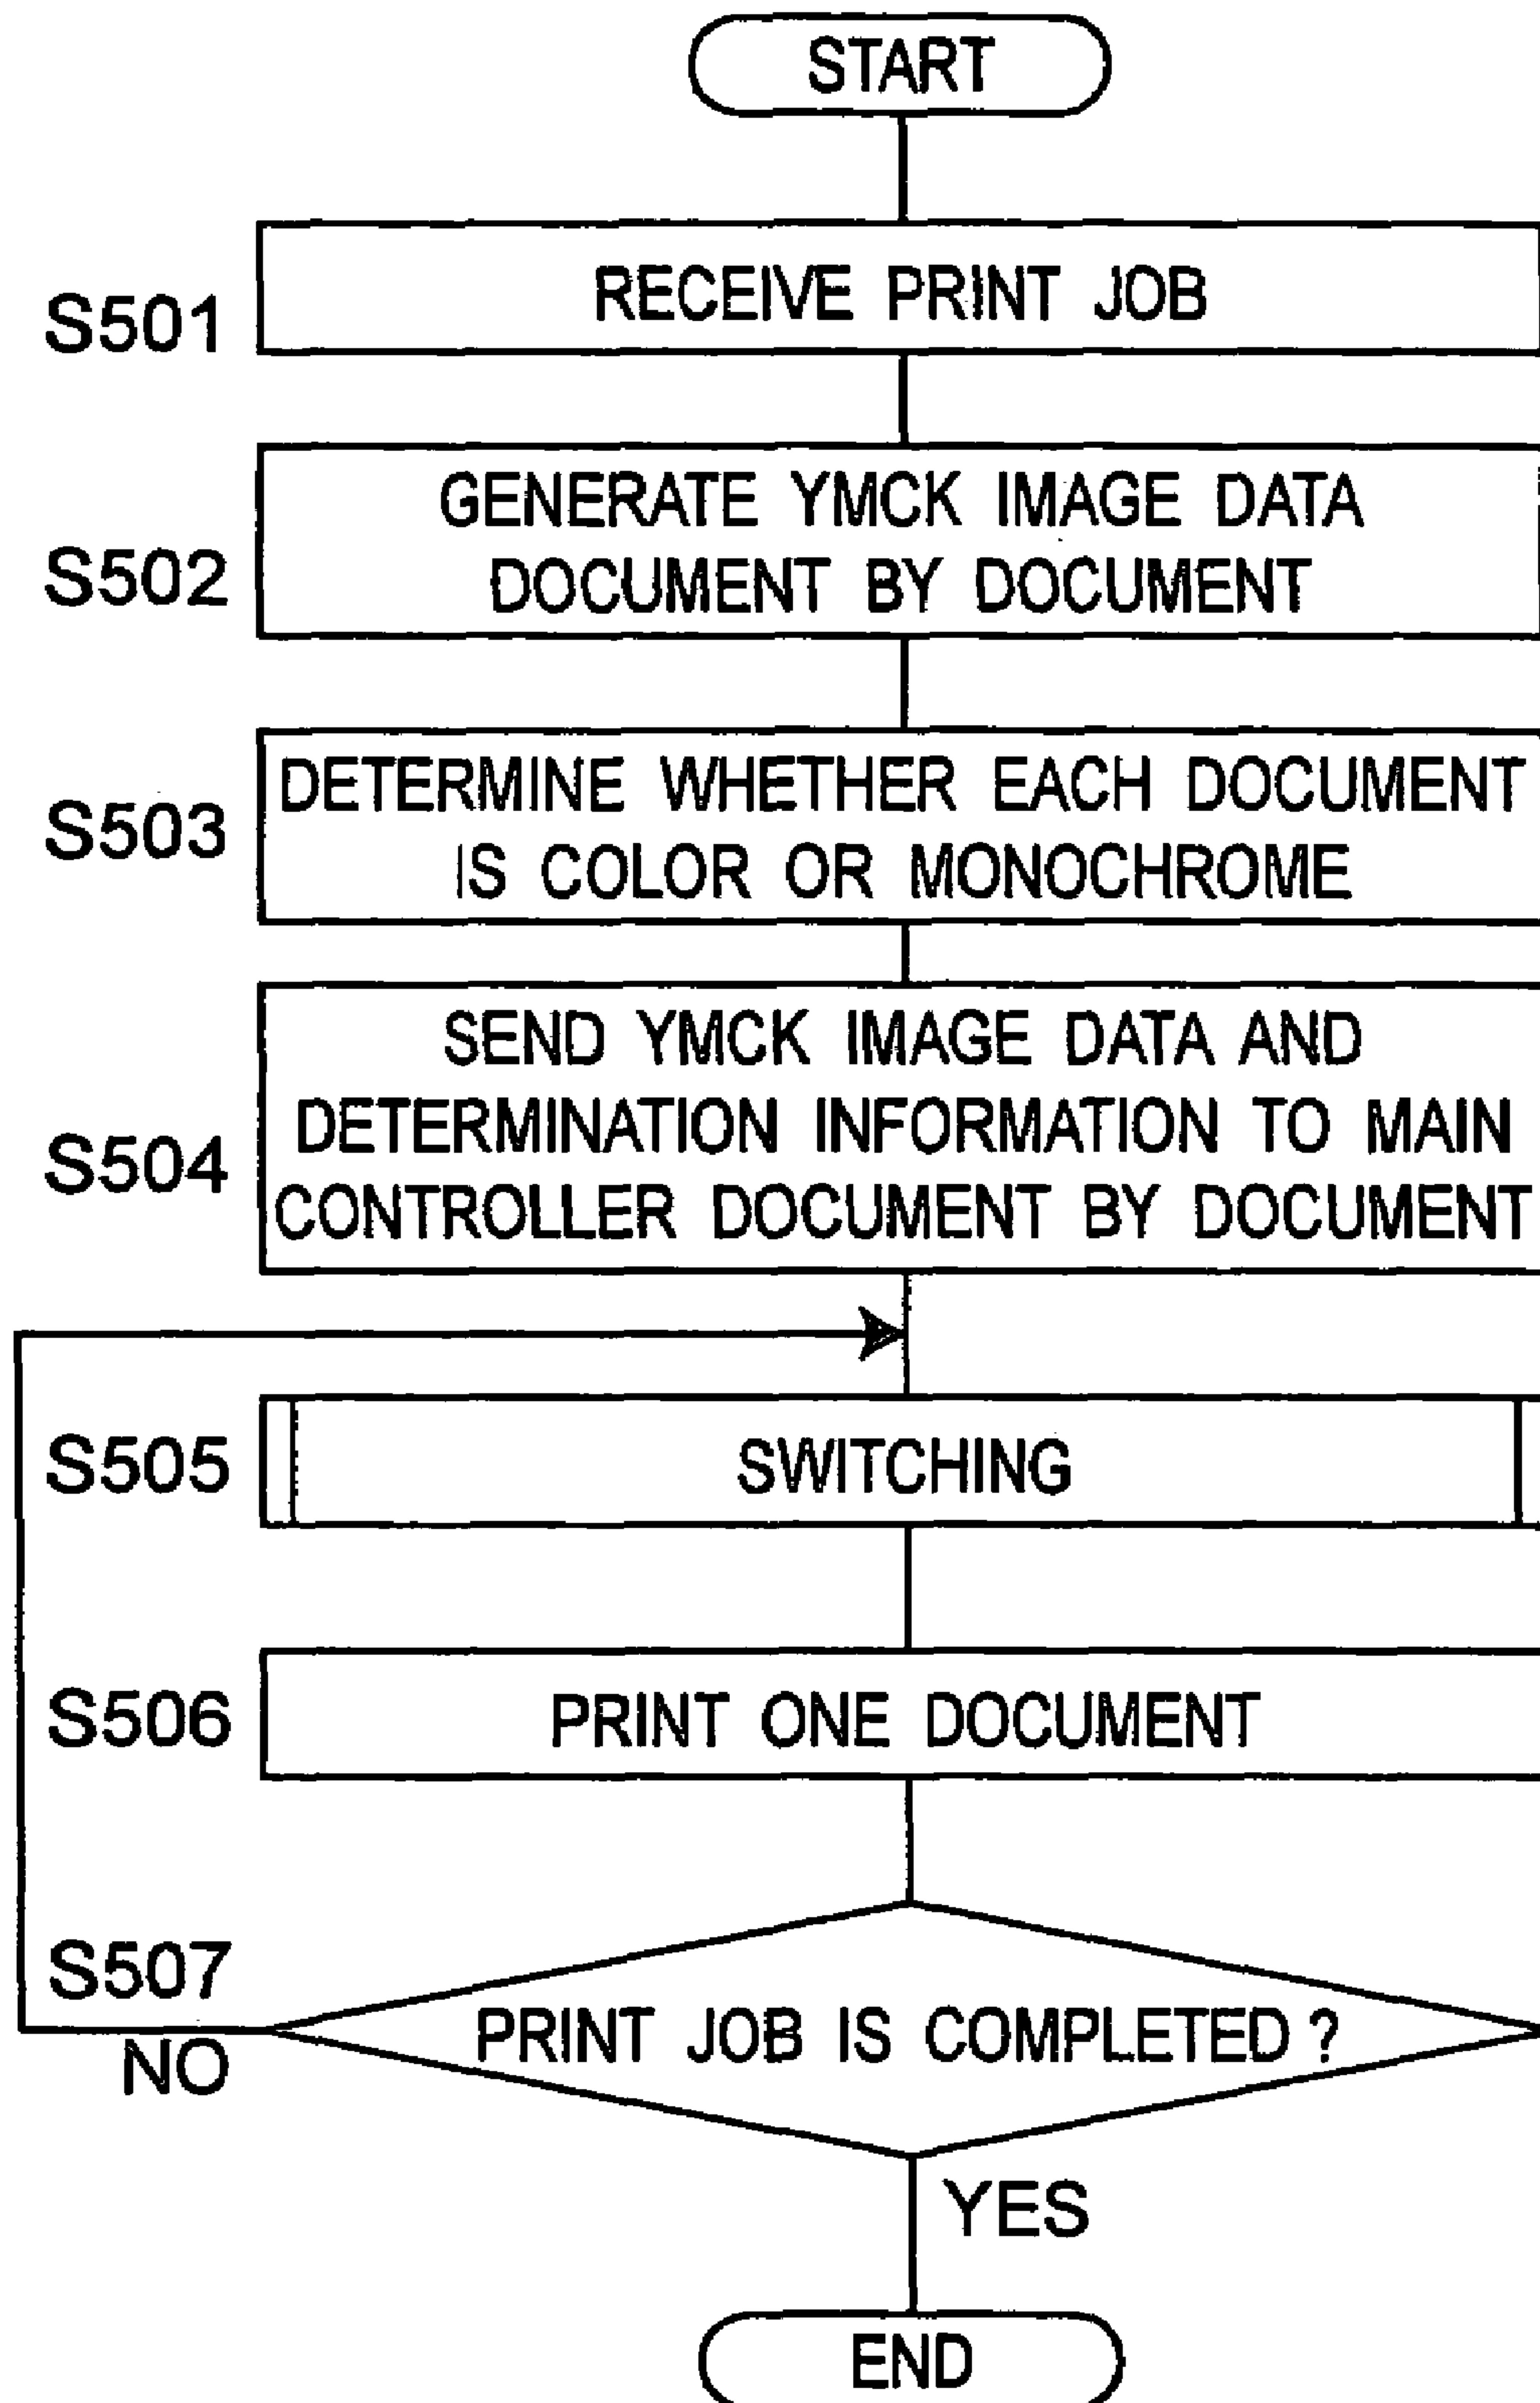 START
S501
RECEIVE PRINT JOB
S502
GENERATE YMCK IMAGE DATA
DOCUMENT BY DOCUMENT
S503
DETERMINE WHETHER EACH DOCUMENT
IS COLOR OR MONOCHROME
S504
SEND YMCK IMAGE DATA AND
DETERMINATION INFORMATION TO MAIN
CONTROLLER DOCUMENT BY DOCUMENT
S505
SWITCHING
S506
PRINT ONE DOCUMENT
S507
PRINT JOB IS COMPLETED ?
NO
YES
END